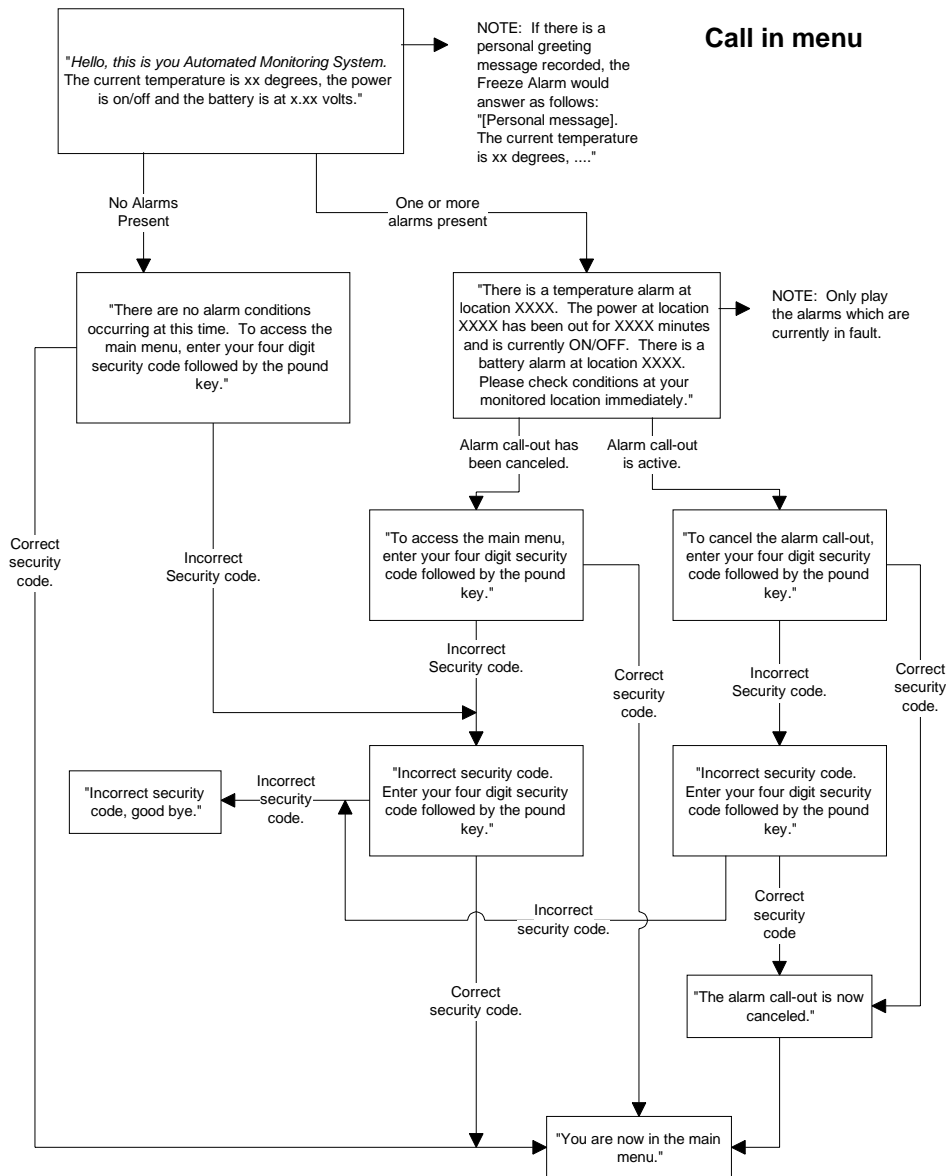 Call in menu
"Hello, this is you Automated Monitoring System.
The current temperature is xx degrees, the power
is on/off and the battery is at x.xx volts."
NOTE: If there is a
personal greeting
message recorded, the
Freeze Alarm would
answer as follows:
"[Personal message].
The current temperature
is xx degrees, ...."
No Alarms
Present
One or more
alarms present
"There are no alarm conditions
occurring at this time. To access the
main menu, enter your four digit
security code followed by the pound
key."
"There is a temperature alarm at
location XXXX. The power at location
XXXX has been out for XXXX minutes
and is currently ON/OFF. There is a
battery alarm at location XXXX.
Please check conditions at your
monitored location immediately."
NOTE: Only play
the alarms which are
currently in fault.
Alarm call-out has
been canceled.
Alarm call-out
is active.
Correct
security
code.
Incorrect
Security code.
"To access the main menu,
enter your four digit security
code followed by the pound
key."
"To cancel the alarm call-out,
enter your four digit security
code followed by the pound
key."
Incorrect
Security code.
Correct
security
code.
Incorrect
Security code.
Correct
security
code.
"Incorrect security
code, good bye."
Incorrect
security
code.
"Incorrect security code.
Enter your four digit security
code followed by the pound
key."
"Incorrect security code.
Enter your four digit security
code followed by the pound
key."
Incorrect
security code.
Correct
security
code
Correct
security code.
"The alarm call-out is now
canceled."
"You are now in the main
menu."